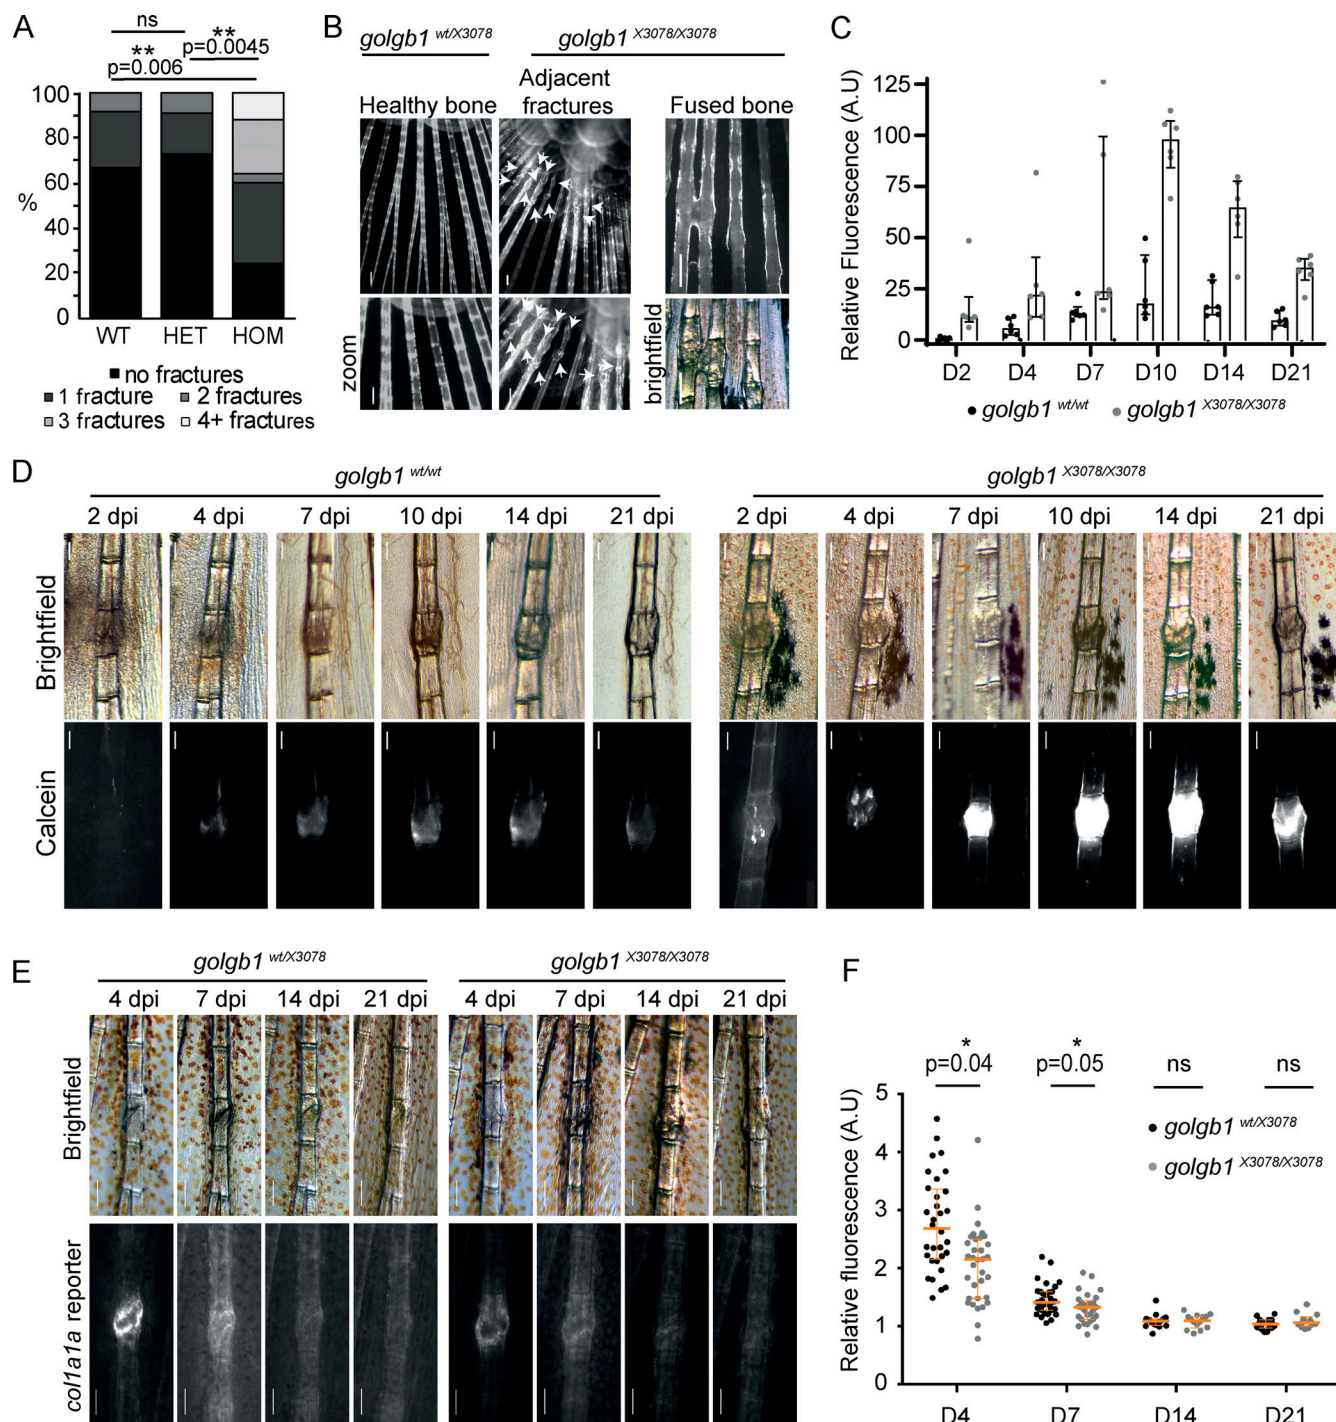 A
ns
**
p=0.0045
**
p=0.006
100
80
60
%
40
20
0
WT HET HOM
no fractures
1 fracture 2 fractures
3 fractures 4+ fractures
B
golgb1 wt/X3078 golgb1 X3078/X3078
Healthy bone
Adjacent
fractures
Fused bone
zoom
brightfield
C
Relative Fluorescence (A.U)
125
100
75
50
25
0
D2 D4 D7 D10 D14 D21
golgb1 wt/wt golgb1 X3078/X3078
D
golgb1 wt/wt golgb1 X3078/X3078
2 dpi 4 dpi 7 dpi 10 dpi 14 dpi 21 dpi 2 dpi 4 dpi 7 dpi 10 dpi 14 dpi 21 dpi
Brightfield
Calcein
E
golgb1 wt/X3078 golgb1 X3078/X3078
4 dpi 7 dpi 14 dpi 21 dpi 4 dpi 7 dpi 14 dpi 21 dpi
Brightfield
col1a1a reporter
F
*
p=0.04
*
p=0.05
ns
ns
golgb1 wt/X3078
golgb1 X3078/X3078
Relative fluorescence (A.U)
5
4
3
2
1
0
D4 D7 D14 D21